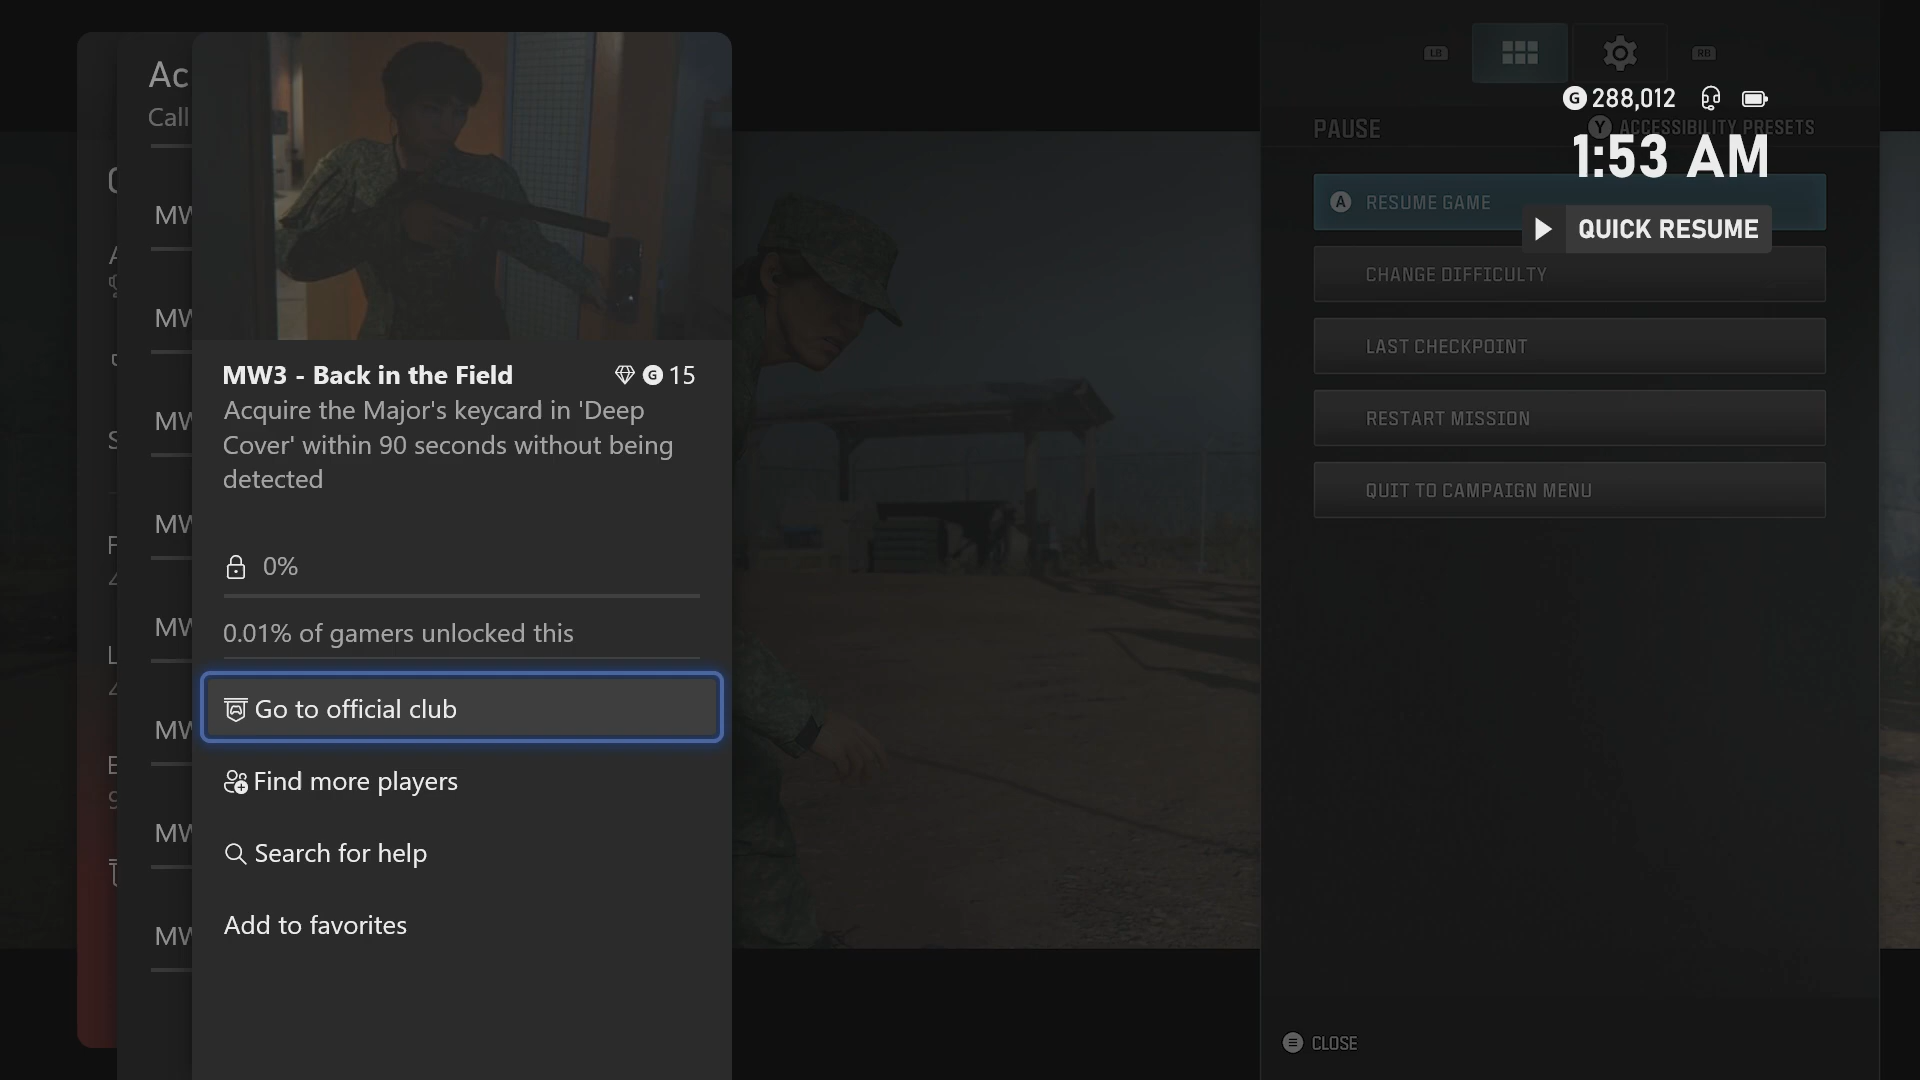 Ac
Call
MW
MW
MW
MW
MW
MW
MW
MW
MW3 - Back in the Field
G 15
Acquire the Major's keycard in 'Deep
Cover' within 90 seconds without being
detected
0%
0.01% of gamers unlocked this
Go to official club
Find more players
Search for help
Add to favorites
LB
RB
G 288,012
PAUSE
Y ACCESSIBILITY PRESETS
1:53 AM
A RESUME GAME
QUICK RESUME
CHANGE DIFFICULTY
LAST CHECKPOINT
RESTART MISSION
QUIT TO CAMPAIGN MENU
CLOSE